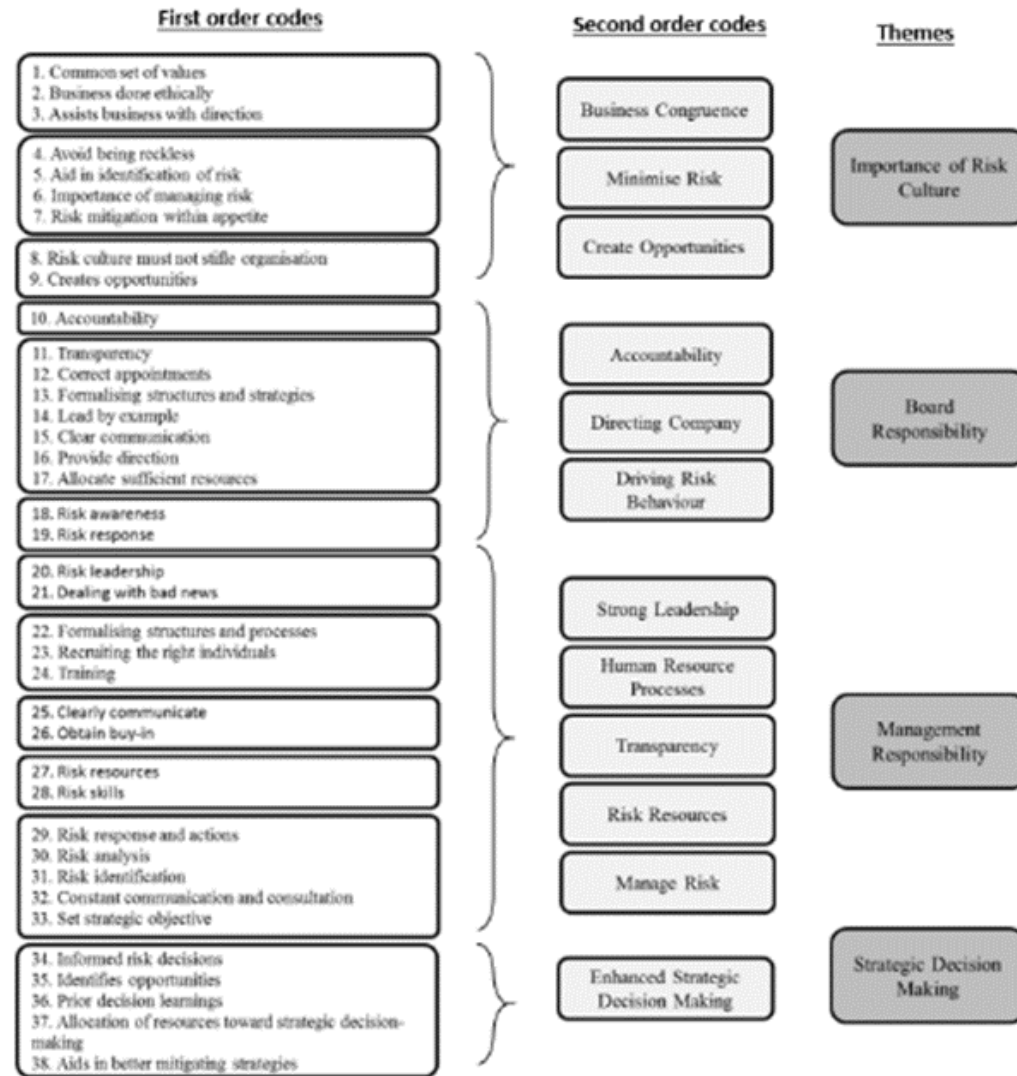 First order codes
Second order codes
Themes
1. Common set of values
2. Business done ethically
3. Assists business with direction
4. Avoid being reckless
5. Aid in identification of risk
6. Importance of managing risk
7. Risk mitigation within appetite
8. Risk culture must not stifle organisation
9. Creates opportunities
Business Congruence
Minimise Risk
Create Opportunities
Importance of Risk
Culture
10. Accountability
11. Transparency
12. Correct appointments
13. Formalising structures and strategies
14. Lead by example
15. Clear communication
16. Provide direction
17. Allocate sufficient resources
18. Risk awareness
19. Risk response
Accountability
Directing Company
Driving Risk
Behaviour
Board
Responsibility
20. Risk leadership
21. Dealing with bad news
22. Formalising structures and processes
23. Recruiting the right individuals
24. Training
25. Clearly communicate
26. Obtain buy-in
27. Risk resources
28. Risk skills
29. Risk response and actions
30. Risk analysis
31. Risk identification
32. Constant communication and consultation
33. Set strategic objective
Strong Leadership
Human Resource
Processes
Transparency
Risk Resources
Manage Risk
Management
Responsibility
34. Informed risk decisions
35. Identifies opportunities
36. Prior decision learnings
37. Allocation of resources toward strategic decision-
making
38. Aids in better mitigating strategies
Enhanced Strategic
Decision Making
Strategic Decision
Making